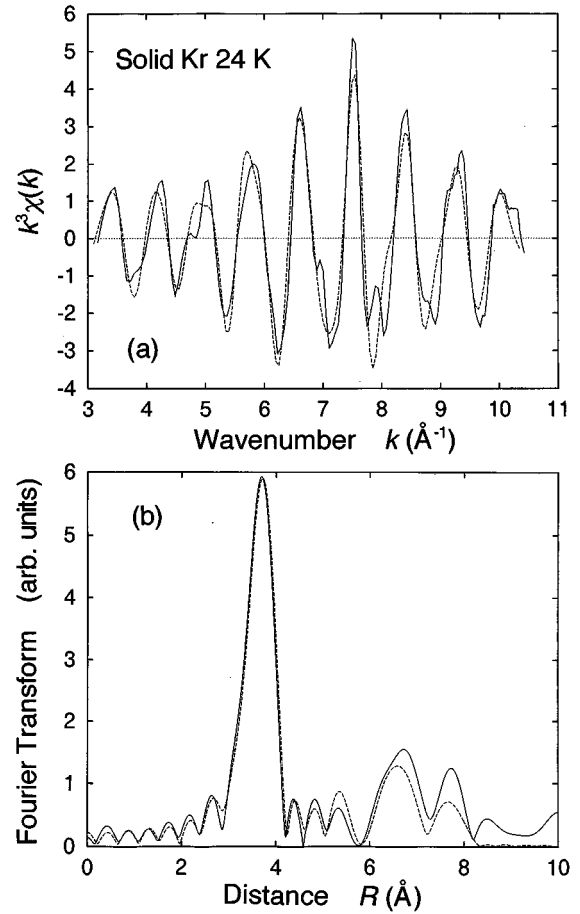 6
5
Solid Kr 24 K
4
3
2
1
0
-1
-2
-3
-4
k³χ(k)
(a)
3 4 5 6 7 8 9 10 11
Wavenumber k (Å⁻¹)
6
(b)
5
4
3
2
1
0
Fourier Transform (arb. units)
0 2 4 6 8 10
Distance R (Å)